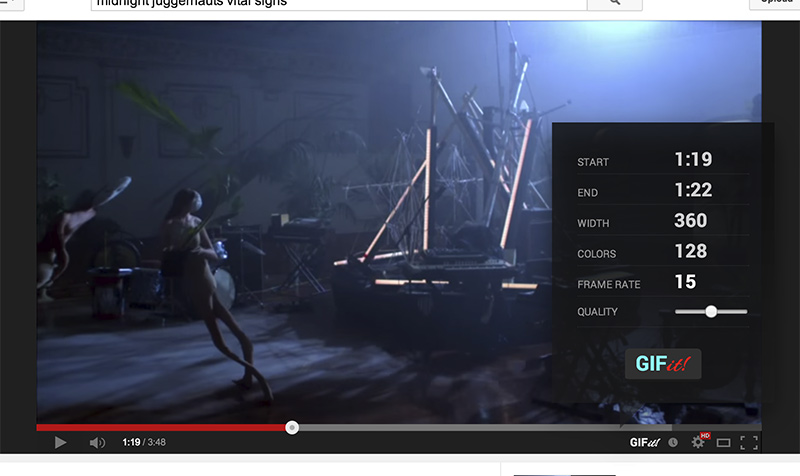 midnight juggernauts vital signs
Upload
START 1:19
END 1:22
WIDTH 360
COLORS 128
FRAME RATE 15
QUALITY
GIFit!
1:19 / 3:48
GIFit!
HD